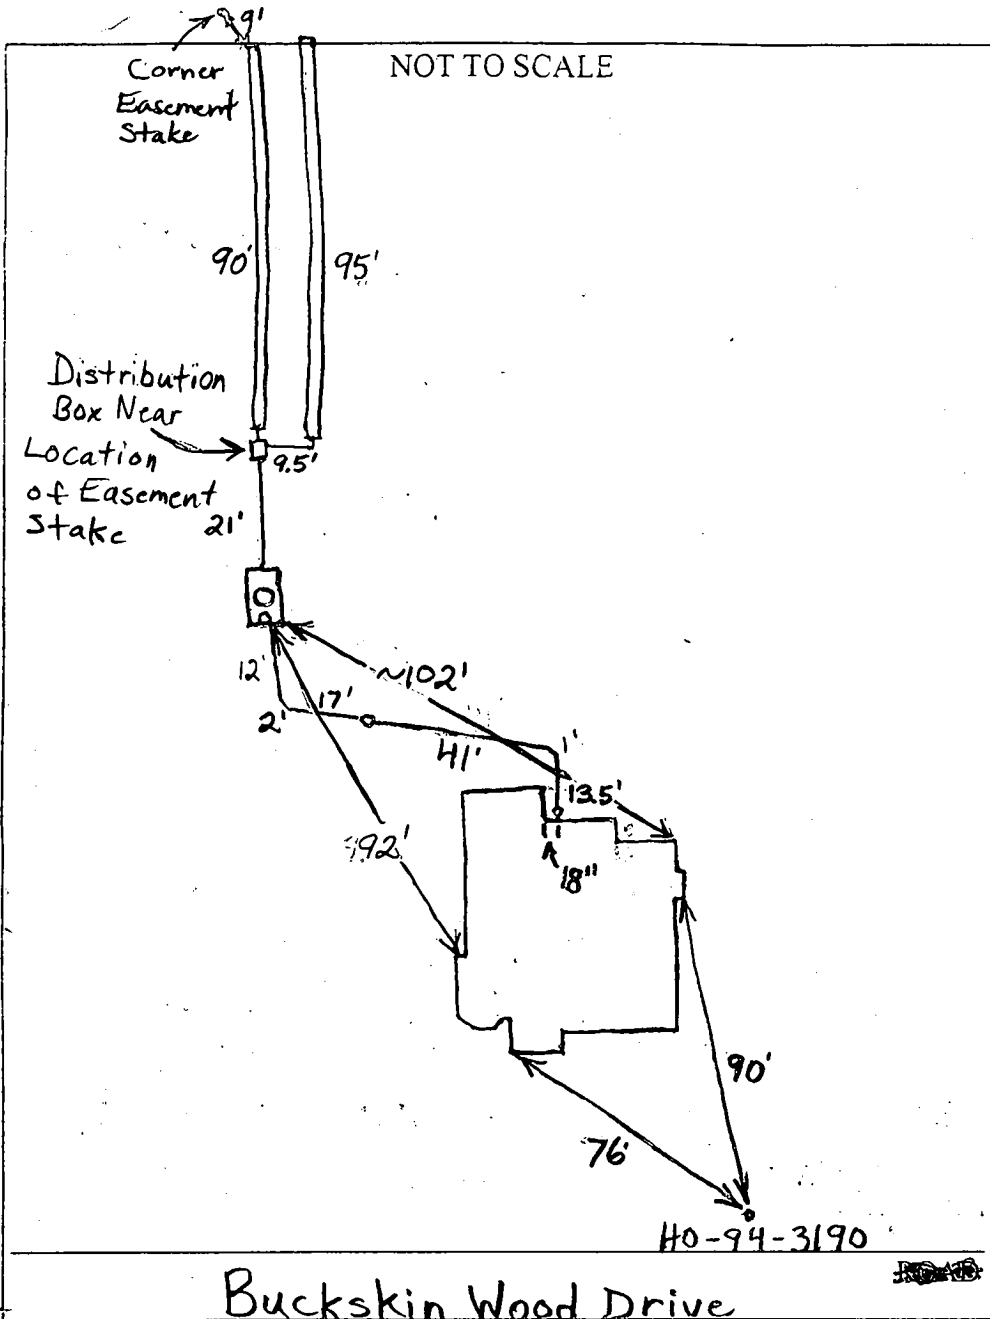 9'
NOT TO SCALE
Corner
Easement
Stake
90'
95'
Distribution
Box Near
Location
of Easement
Stake
9.5'
21'
12'
~102'
17'
2'
41'
1'
13.5'
92'
18"
90'
76'
HO-94-3190
Buckskin Wood Drive